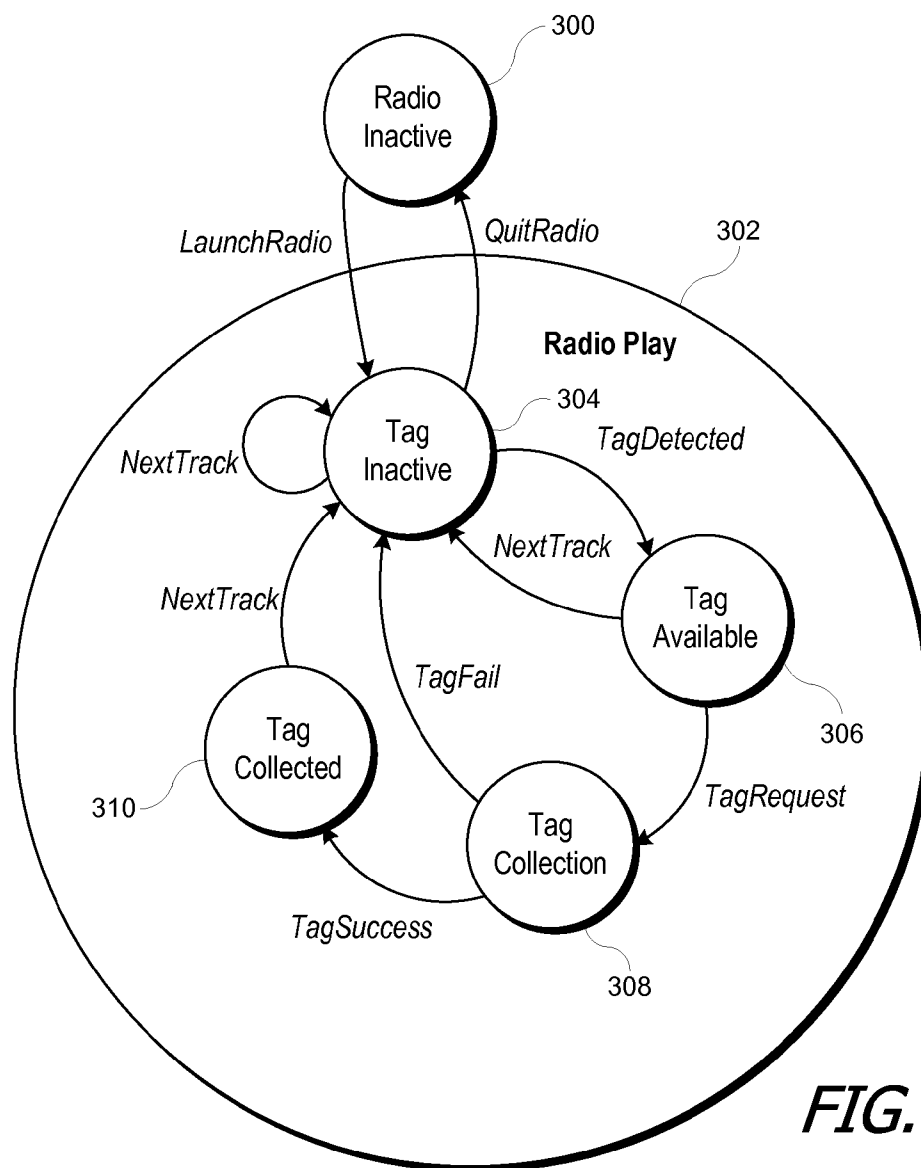 300
Radio
Inactive
LaunchRadio
QuitRadio
302
Radio Play
304
Tag
Inactive
NextTrack
TagDetected
NextTrack
Tag
Available
306
NextTrack
TagFail
Tag
Collected
310
TagRequest
Tag
Collection
TagSuccess
308
FIG.